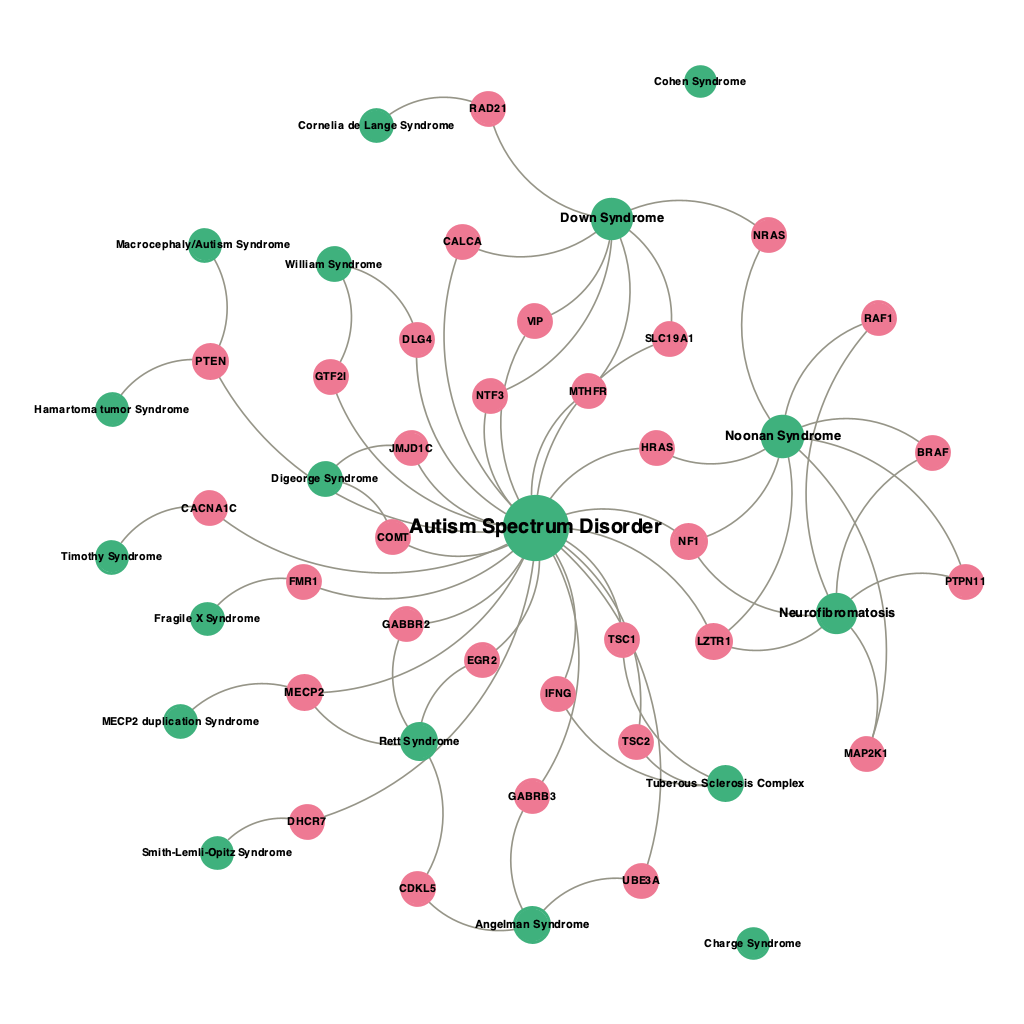 Cohen Syndrome
RAD21
Cornelia de Lange Syndrome
Down Syndrome
NRAS
CALCA
Macrocephaly/Autism Syndrome
William Syndrome
RAF1
VIP
DLG4
SLC19A1
PTEN
GTF2I
MTHFR
NTF3
Hamartoma tumor Syndrome
Noonan Syndrome
HRAS
JMJD1C
BRAF
Digeorge Syndrome
CACNA1C
Autism Spectrum Disorder
COMT
NF1
Timothy Syndrome
FMR1
PTPN11
Neurofibromatosis
Fragile X Syndrome
GABBR2
TSC1
LZTR1
EGR2
MECP2
IFNG
MECP2 duplication Syndrome
Rett Syndrome
TSC2
MAP2K1
Tuberous Sclerosis Complex
GABRB3
DHCR7
Smith-Lemli-Opitz Syndrome
UBE3A
CDKL5
Angelman Syndrome
Charge Syndrome